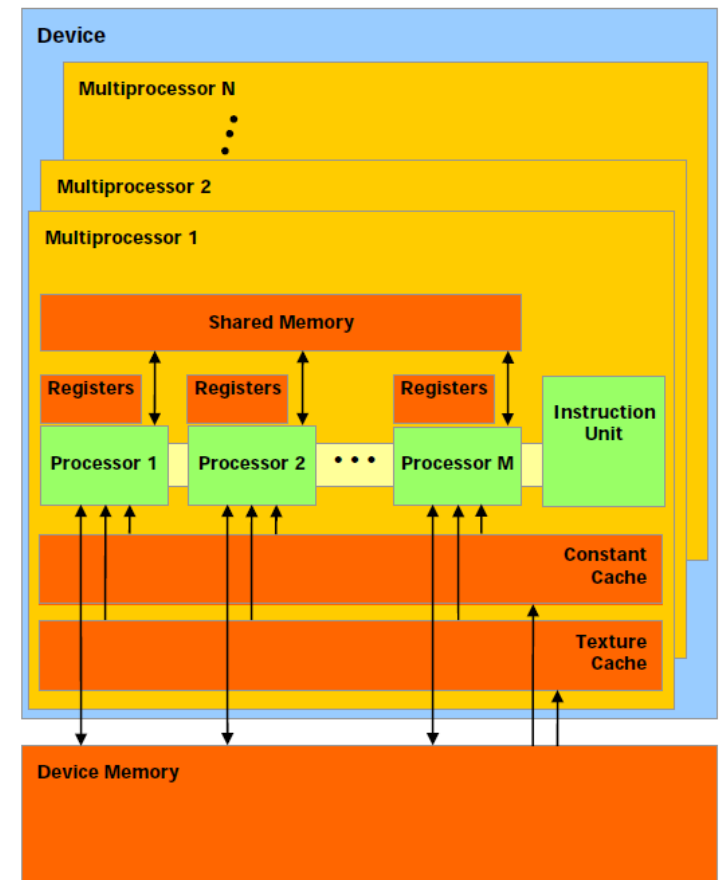 Device
Multiprocessor N
Multiprocessor 2
Multiprocessor 1
Shared Memory
Registers
Registers
Registers
Instruction
Unit
Processor 1
Processor 2
Processor M
Constant
Cache
Texture
Cache
Device Memory